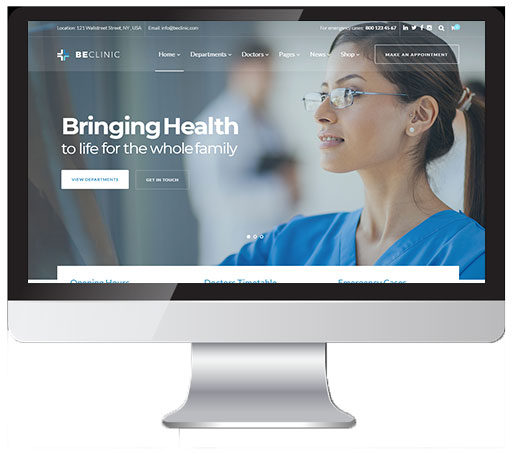 Location: 121 Wallstreet Street, NY , USA Email: info@beclinic.com For emergency cases 800 123 45 67
BECLINIC Home Departments Doctors Pages News Shop MAKE AN APPOINTMENT
Bringing Health
to life for the whole family
VIEW DEPARTMENTS GET IN TOUCH
Opening Hours Doctors Timetable Emergency Cases